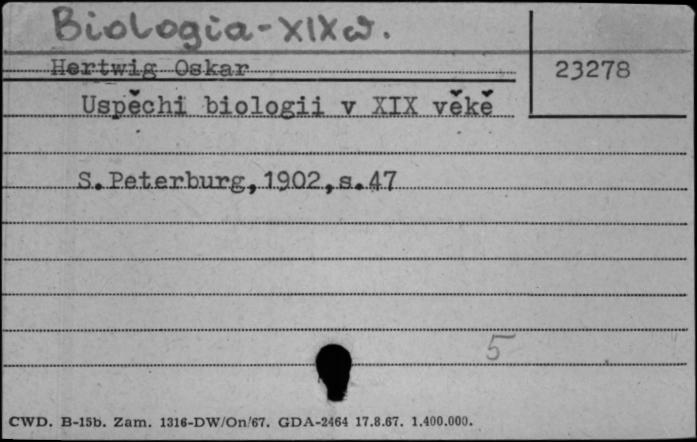 Biologia-XIXw.
Hertwig Oskar
23278
Uspěchi biologii v XIX věkě
S.Peterburg,1902,s.47
5
CWD. B-15b. Zam. 1316-DW/On/67. GDA-2464 17.8.67. 1.400.000.